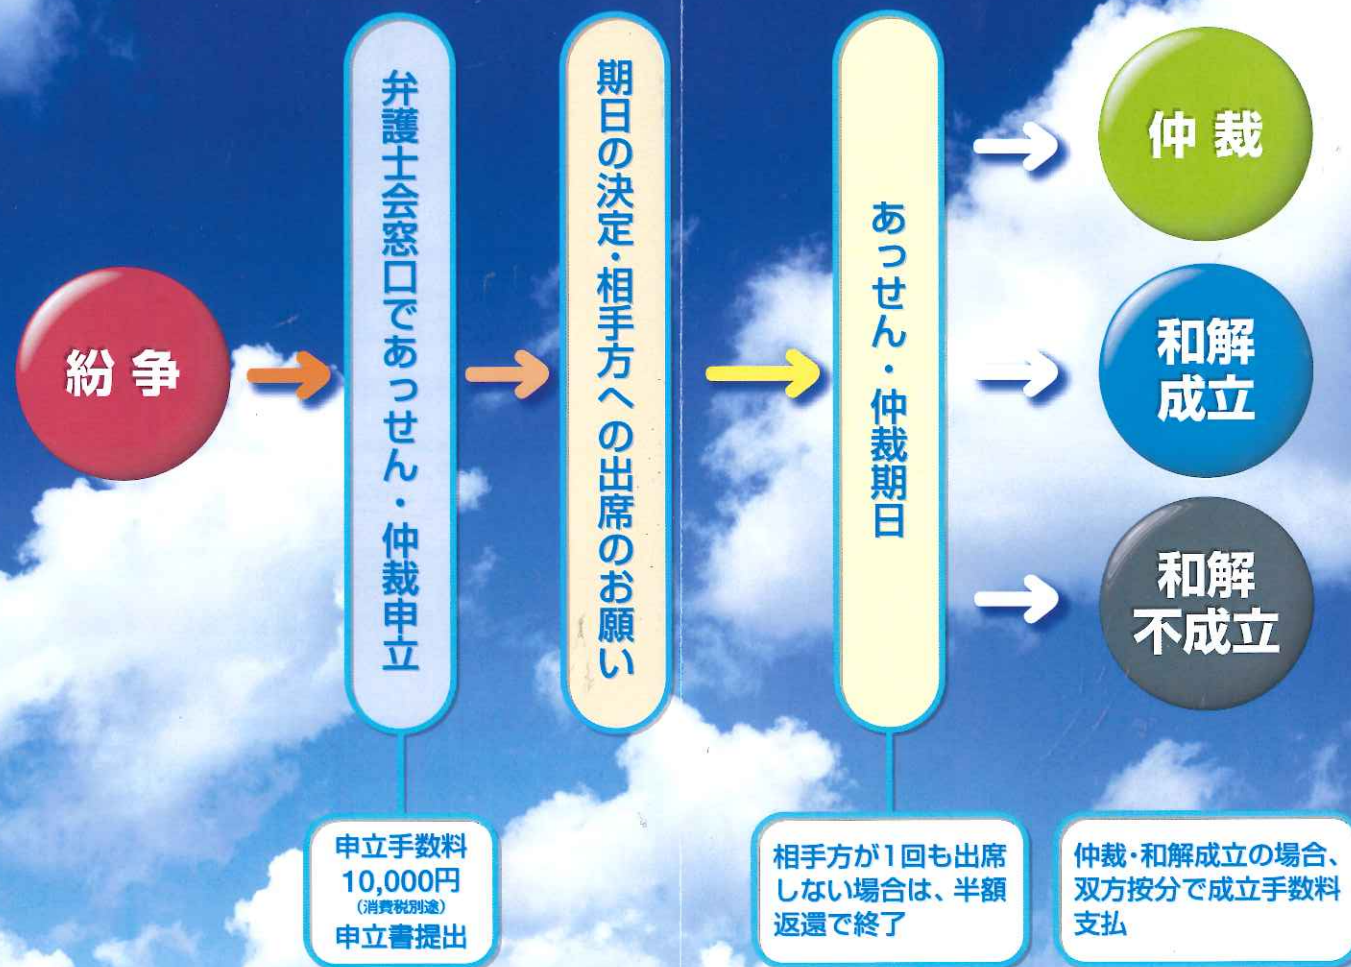 紛争
弁護士会窓口であっせん・仲裁申立
申立手数料
10,000円
(消費税別途)
申立書提出
期日の決定・相手方への出席のお願い
あっせん・仲裁期日
相手方が1回も出席
しない場合は、半額
返還で終了
仲裁
和解
成立
和解
不成立
仲裁・和解成立の場合、
双方按分で成立手数料
支払